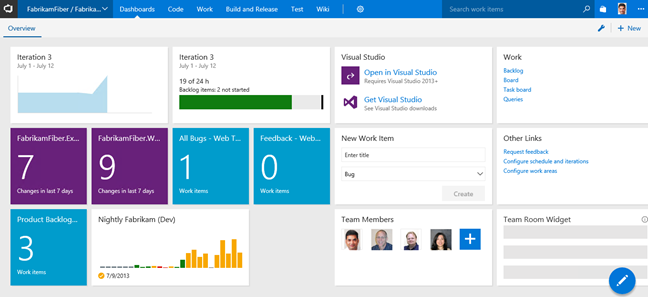 FabrikamFiber / Fabrika...
Dashboards
Code
Work
Build and Release
Test
Wiki
Search work items
Overview
New
Iteration 3
July 1 - July 12
Iteration 3
July 1 - July 12
19 of 24 h
Backlog items: 2 not started
Visual Studio
Open in Visual Studio
Requires Visual Studio 2013+
Get Visual Studio
See Visual Studio downloads
Work
Backlog
Board
Task board
Queries
FabrikamFiber.Ex...
7
Changes in last 7 days
FabrikamFiber.W...
9
Changes in last 7 days
All Bugs - Web T...
1
Work items
Feedback - Web...
0
Work items
New Work Item
Enter title
Bug
Create
Other Links
Request feedback
Configure schedule and iterations
Configure work areas
Product Backlog...
3
Work items
Nightly Fabrikam (Dev)
7/9/2013
Team Members
Team Room Widget